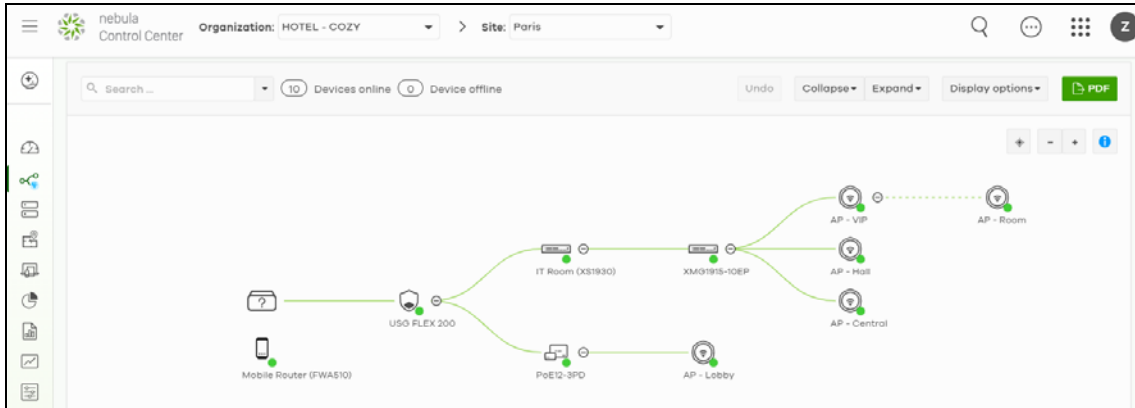 nebula
Control Center
Organization: HOTEL - COZY > Site: Paris
Z
Search ... 10 Devices online 0 Device offline
Undo Collapse Expand Display options PDF
- + i
AP - VIP
AP - Room
IT Room (XS1930)
XMG1915-10EP
AP - Hall
?
USG FLEX 200
AP - Central
Mobile Router (FWA510)
PoE12-3PD
AP - Lobby